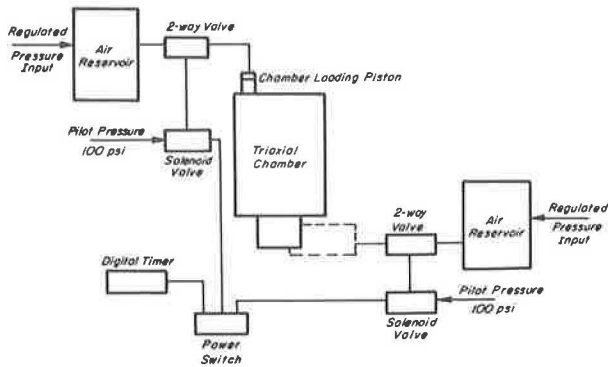 Regulated
Pressure
Input
Air
Reservoir
2-way Valve
Chamber Loading Piston
Pilot Pressure
100 psi
Solenoid
Valve
Triaxial
Chamber
2-way
Valve
Air
Reservoir
Regulated
Pressure
Input
Digital Timer
Pilot Pressure
100 psi
Solenoid
Valve
Power
Switch